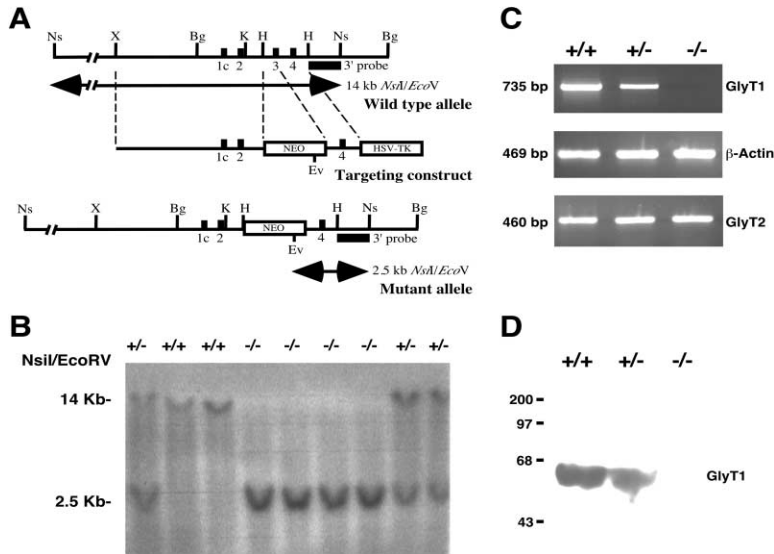 A
Ns X Bg K H H Ns Bg
1c 2 3 4 3' probe
14 kb NsiI/EcoV
Wild type allele
1c 2 NEO 4 HSV-TK
Ev
Targeting construct
Ns X Bg K H H Ns Bg
1c 2 NEO 4 3' probe
Ev
2.5 kb NsiI/EcoV
Mutant allele
B
+/- +/+ +/+ -/- -/- -/- -/- +/- +/-
NsiI/EcoRV
14 Kb-
2.5 Kb-
C
+/+ +/- -/-
735 bp GlyT1
469 bp β-Actin
460 bp GlyT2
D
+/+ +/- -/-
200
97
68
GlyT1
43